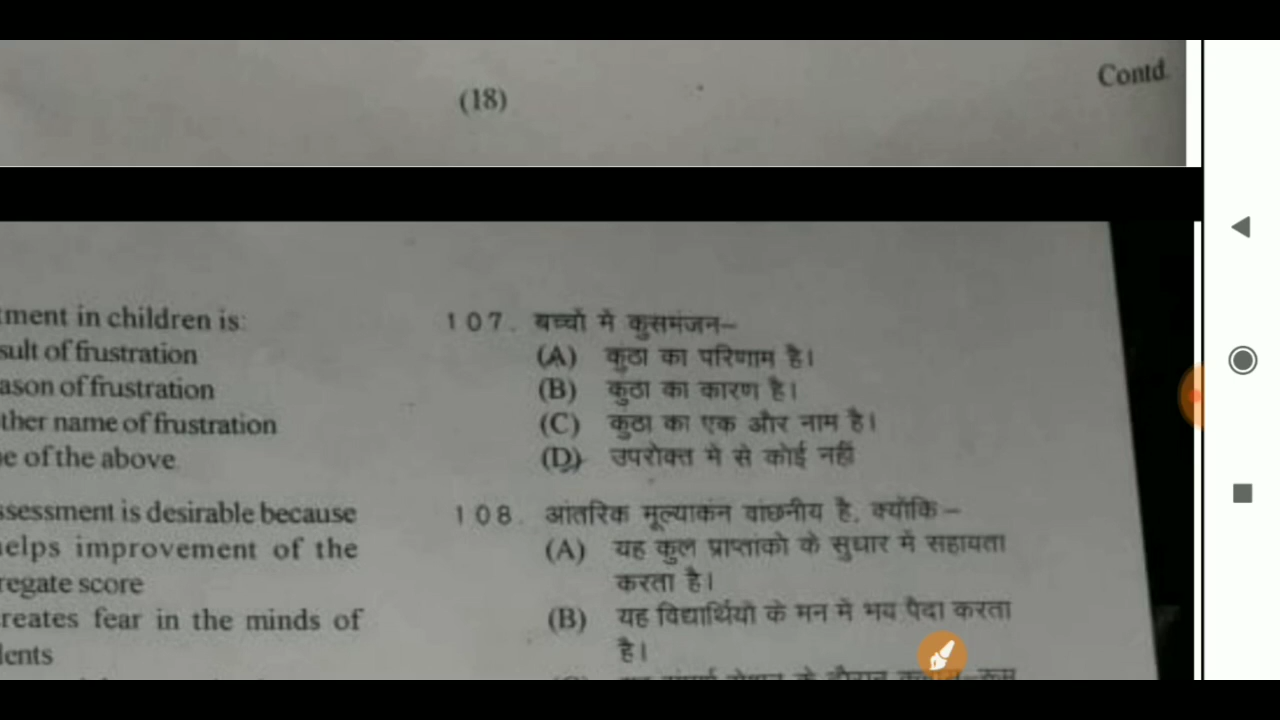 (18)
Contd.
ment in children is:
sult of frustration
ason of frustration
ther name of frustration
e of the above
ssessment is desirable because
elps improvement of the
regate score
reates fear in the minds of
lents
107. बच्चों में कुसमंजन–
(A) कुंठा का परिणाम है।
(B) कुंठा का कारण है।
(C) कुंठा का एक और नाम है।
(D) उपरोक्त में से कोई नहीं
108. आंतरिक मूल्याकंन वांछनीय है, क्योंकि –
(A) यह कुल प्राप्तांको के सुधार में सहायता
करता है।
(B) यह विद्यार्थियों के मन में भय पैदा करता
है।